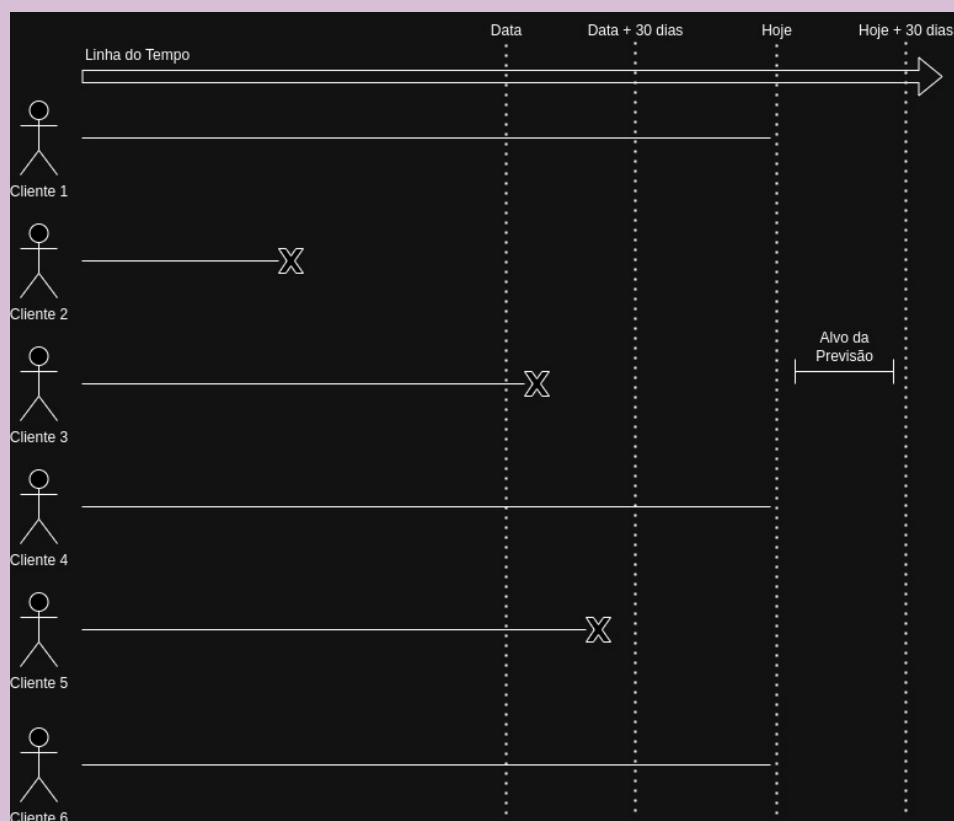 Data
Data + 30 dias
Hoje
Hoje + 30 dias
Linha do Tempo
Cliente 1
Cliente 2
Alvo da
Previsão
Cliente 3
Cliente 4
Cliente 5
Cliente 6